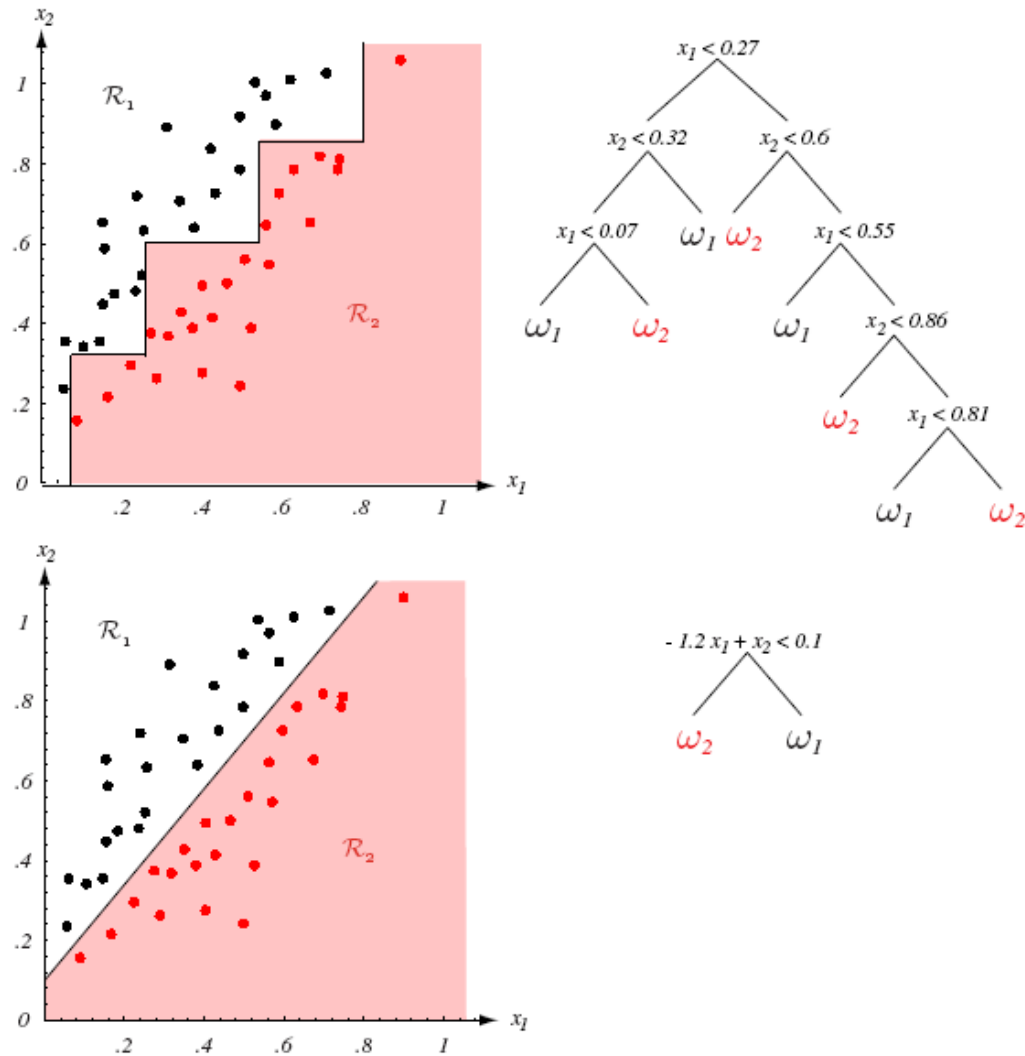 x2
1
.8
.6
.4
.2
0
.2 .4 .6 .8 1 x1
R1
R2
x1 < 0.27
x2 < 0.32 x2 < 0.6
x1 < 0.07 ω1 ω2 x1 < 0.55
ω1 ω2 ω1 x2 < 0.86
ω2 x1 < 0.81
ω1 ω2
x2
1
.8
.6
.4
.2
0
.2 .4 .6 .8 1 x1
R1
R2
- 1.2 x1 + x2 < 0.1
ω2 ω1